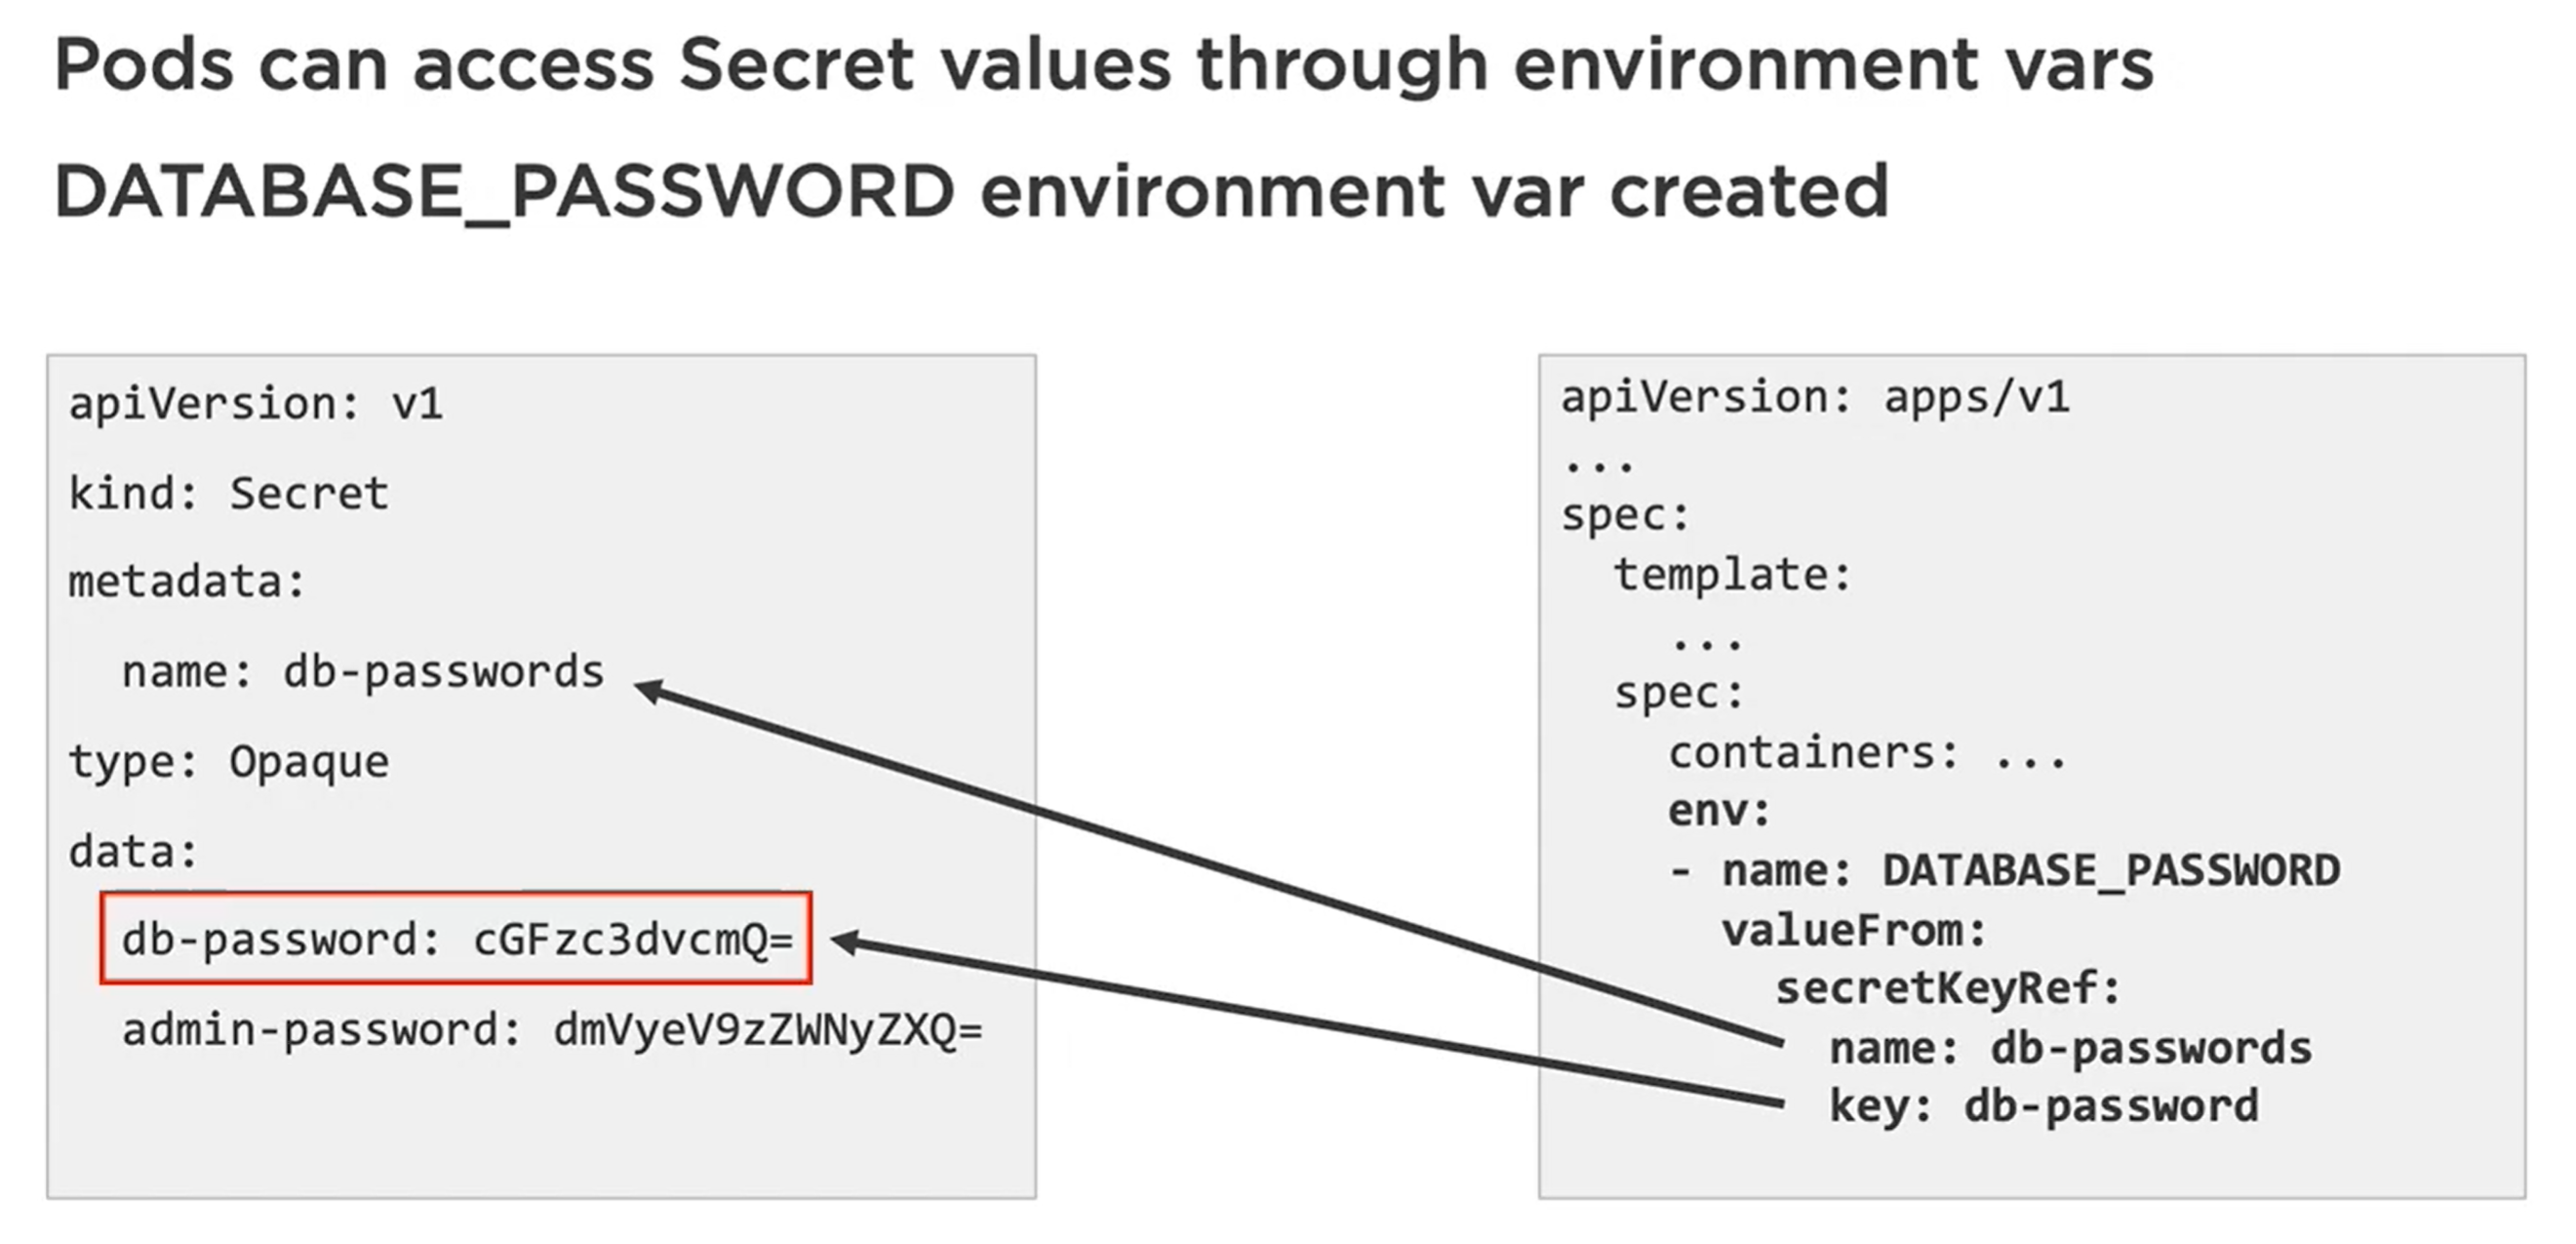 Pods can access Secret values through environment vars
DATABASE_PASSWORD environment var created
apiVersion: v1
kind: Secret
metadata:
  name: db-passwords
type: Opaque
data:
  db-password: cGFzc3dvcmQ=
  admin-password: dmVyeV9zZWNyZXQ=
apiVersion: apps/v1
...
spec:
  template:
    ...
  spec:
    containers: ...
    env:
    - name: DATABASE_PASSWORD
      valueFrom:
        secretKeyRef:
          name: db-passwords
          key: db-password